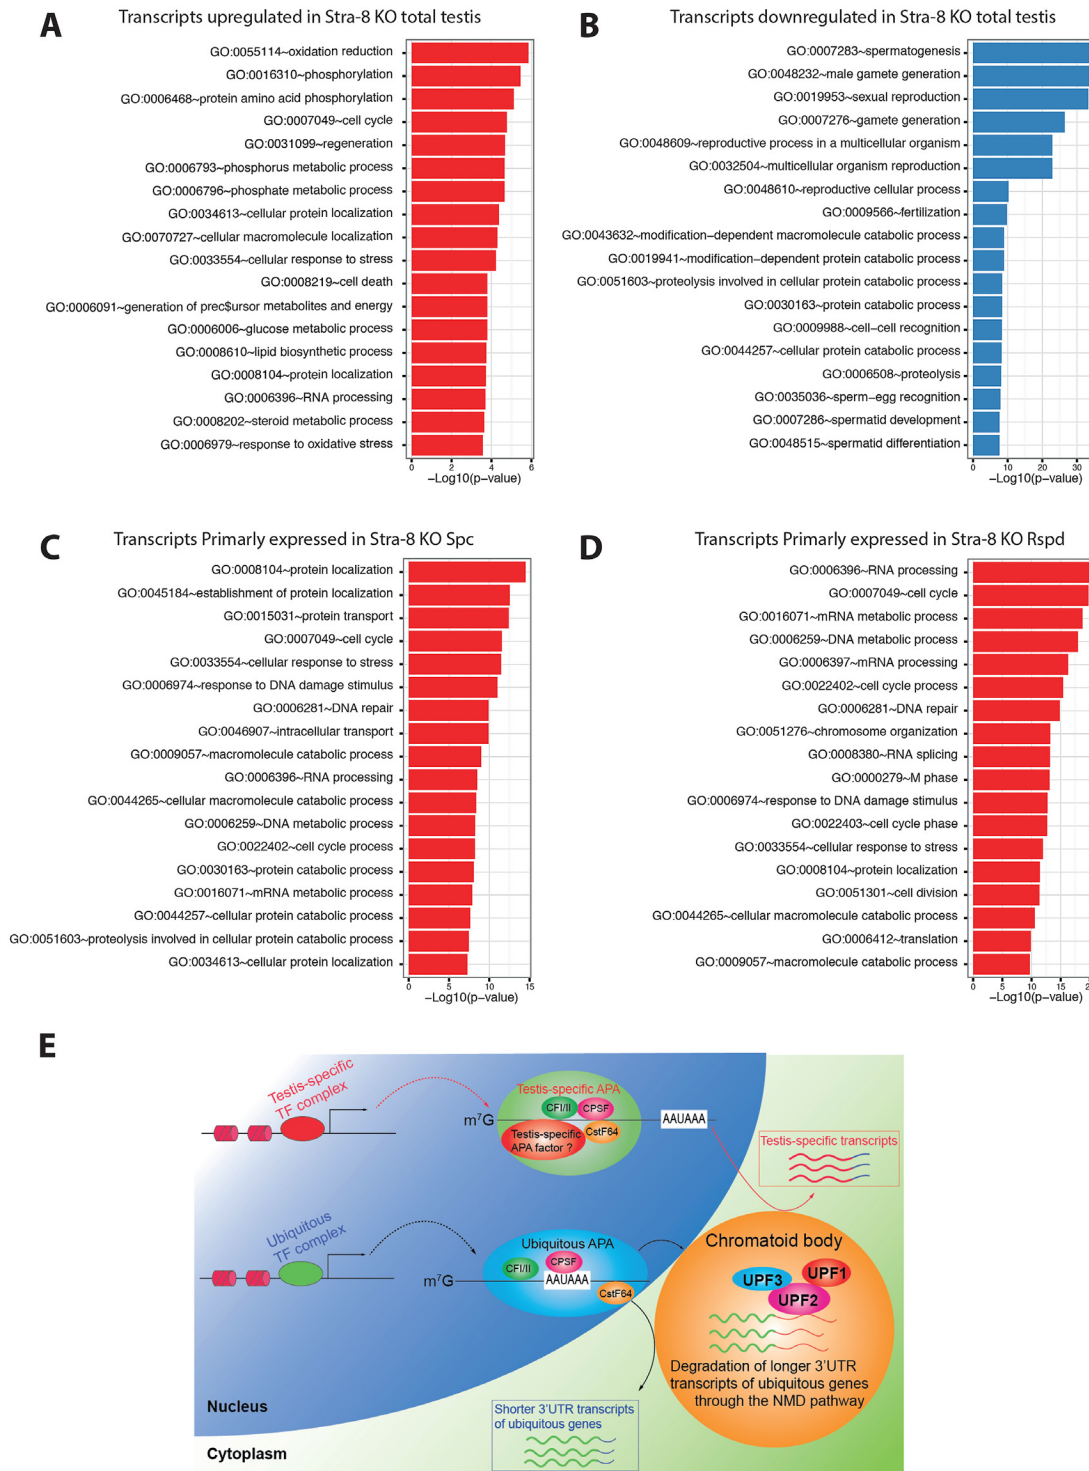 A
Transcripts upregulated in Stra-8 KO total testis
GO:0055114~oxidation reduction
GO:0016310~phosphorylation
GO:0006468~protein amino acid phosphorylation
GO:0007049~cell cycle
GO:0031099~regeneration
GO:0006793~phosphorus metabolic process
GO:0006796~phosphate metabolic process
GO:0034613~cellular protein localization
GO:0070727~cellular macromolecule localization
GO:0033554~cellular response to stress
GO:0008219~cell death
GO:0006091~generation of prec$ursor metabolites and energy
GO:0006006~glucose metabolic process
GO:0008610~lipid biosynthetic process
GO:0008104~protein localization
GO:0006396~RNA processing
GO:0008202~steroid metabolic process
GO:0006979~response to oxidative stress
0 2 4 6
−Log10(p−value)
B
Transcripts downregulated in Stra-8 KO total testis
GO:0007283~spermatogenesis
GO:0048232~male gamete generation
GO:0019953~sexual reproduction
GO:0007276~gamete generation
GO:0048609~reproductive process in a multicellular organism
GO:0032504~multicellular organism reproduction
GO:0048610~reproductive cellular process
GO:0009566~fertilization
GO:0043632~modification−dependent macromolecule catabolic process
GO:0019941~modification−dependent protein catabolic process
GO:0051603~proteolysis involved in cellular protein catabolic process
GO:0030163~protein catabolic process
GO:0009988~cell−cell recognition
GO:0044257~cellular protein catabolic process
GO:0006508~proteolysis
GO:0035036~sperm−egg recognition
GO:0007286~spermatid development
GO:0048515~spermatid differentiation
0 10 20 30
−Log10(p−value)
C
Transcripts Primarly expressed in Stra-8 KO Spc
GO:0008104~protein localization
GO:0045184~establishment of protein localization
GO:0015031~protein transport
GO:0007049~cell cycle
GO:0033554~cellular response to stress
GO:0006974~response to DNA damage stimulus
GO:0006281~DNA repair
GO:0046907~intracellular transport
GO:0009057~macromolecule catabolic process
GO:0006396~RNA processing
GO:0044265~cellular macromolecule catabolic process
GO:0006259~DNA metabolic process
GO:0022402~cell cycle process
GO:0030163~protein catabolic process
GO:0016071~mRNA metabolic process
GO:0044257~cellular protein catabolic process
GO:0051603~proteolysis involved in cellular protein catabolic process
GO:0034613~cellular protein localization
0 5 10 15
−Log10(p−value)
D
Transcripts Primarly expressed in Stra-8 KO Rspd
GO:0006396~RNA processing
GO:0007049~cell cycle
GO:0016071~mRNA metabolic process
GO:0006259~DNA metabolic process
GO:0006397~mRNA processing
GO:0022402~cell cycle process
GO:0006281~DNA repair
GO:0051276~chromosome organization
GO:0008380~RNA splicing
GO:0000279~M phase
GO:0006974~response to DNA damage stimulus
GO:0022403~cell cycle phase
GO:0033554~cellular response to stress
GO:0008104~protein localization
GO:0051301~cell division
GO:0044265~cellular macromolecule catabolic process
GO:0006412~translation
GO:0009057~macromolecule catabolic process
0 5 10 15
−Log10(p−value)
E
Testis-specific
TF complex
m7G
Testis-specific APA
CFI/II
CPSF
CstF64
Testis-specific
APA factor ?
AAUAAA
Testis-specific transcripts
Ubiquitous
TF complex
m7G
Ubiquitous APA
CFI/II
CPSF
AAUAAA
CstF64
Chromatoid body
UPF3
UPF1
UPF2
Degradation of longer 3'UTR
transcripts of ubiquitous genes
through the NMD pathway
Shorter 3'UTR transcripts
of ubiquitous genes
Nucleus
Cytoplasm